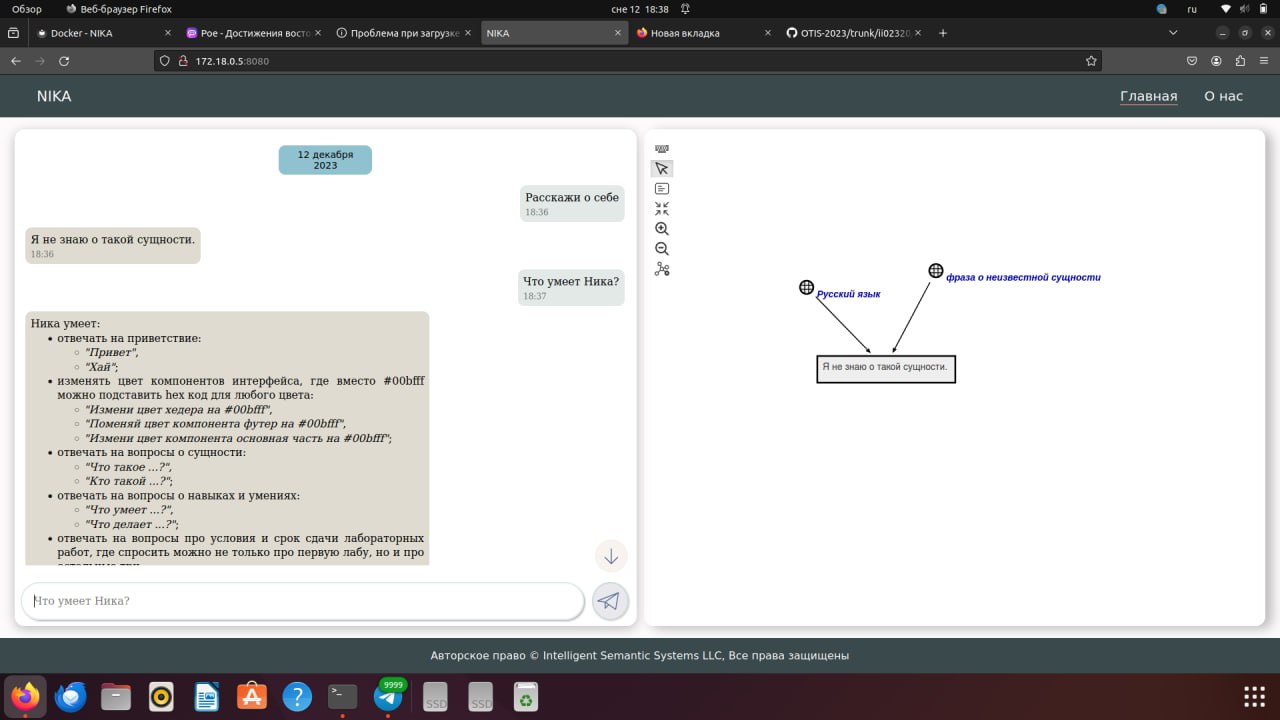 Обзор
Веб-браузер Firefox
сне 12 18:38
ru
Docker - NIKA
Poe - Достижения восто
Проблема при загрузке
NIKA
Новая вкладка
OTIS-2023/trunk/ii02320
172.18.0.5:8080
NIKA
Главная
О нас
12 декабря
2023
Расскажи о себе
18:36
Я не знаю о такой сущности.
18:36
Что умеет Ника?
18:37
Ника умеет:
отвечать на приветствие:
"Привет",
"Хай";
изменять цвет компонентов интерфейса, где вместо #00bfff
можно подставить hex код для любого цвета:
"Измени цвет хедера на #00bfff",
"Поменяй цвет компонента футер на #00bfff",
"Измени цвет компонента основная часть на #00bfff";
отвечать на вопросы о сущности:
"Что такое ...?",
"Кто такой ...?";
отвечать на вопросы о навыках и умениях:
"Что умеет ...?",
"Что делает ...?";
отвечать на вопросы про условия и срок сдачи лабораторных
работ, где спросить можно не только про первую лабу, но и про
Что умеет Ника?
фраза о неизвестной сущности
Русский язык
Я не знаю о такой сущности.
Авторское право © Intelligent Semantic Systems LLC, Все права защищены
9999
SSD
SSD